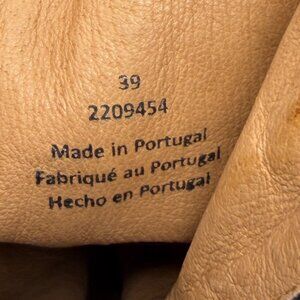 39
2209454
Made in Portugal
Fabriqué au Portugal
Hecho en Portugal